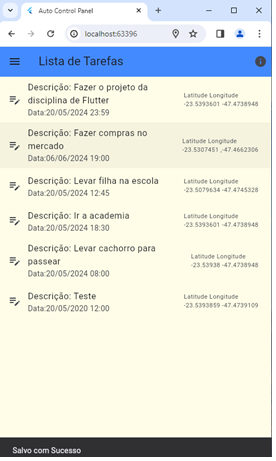 Auto Control Panel
localhost:63396
Lista de Tarefas
Descrição: Fazer o projeto da
disciplina de Flutter
Data:20/05/2024 23:59
Latitude Longitude
-23.5393601 -47.4738948
Descrição: Fazer compras no
mercado
Data:06/06/2024 19:00
Latitude Longitude
-23.5307451 ,-47.4662306
Descrição: Levar filha na escola
Data:20/05/2024 12:45
Latitude Longitude
-23.5079634 -47.4745328
Descrição: Ir a academia
Data:20/05/2024 18:30
Latitude Longitude
-23.5393601 -47.4738948
Descrição: Levar cachorro para
passear
Data:20/05/2024 08:00
Latitude Longitude
-23.53938 -47.4738948
Descrição: Teste
Data:20/05/2020 12:00
Latitude Longitude
-23.5393859 -47.4739109
Salvo com Sucesso